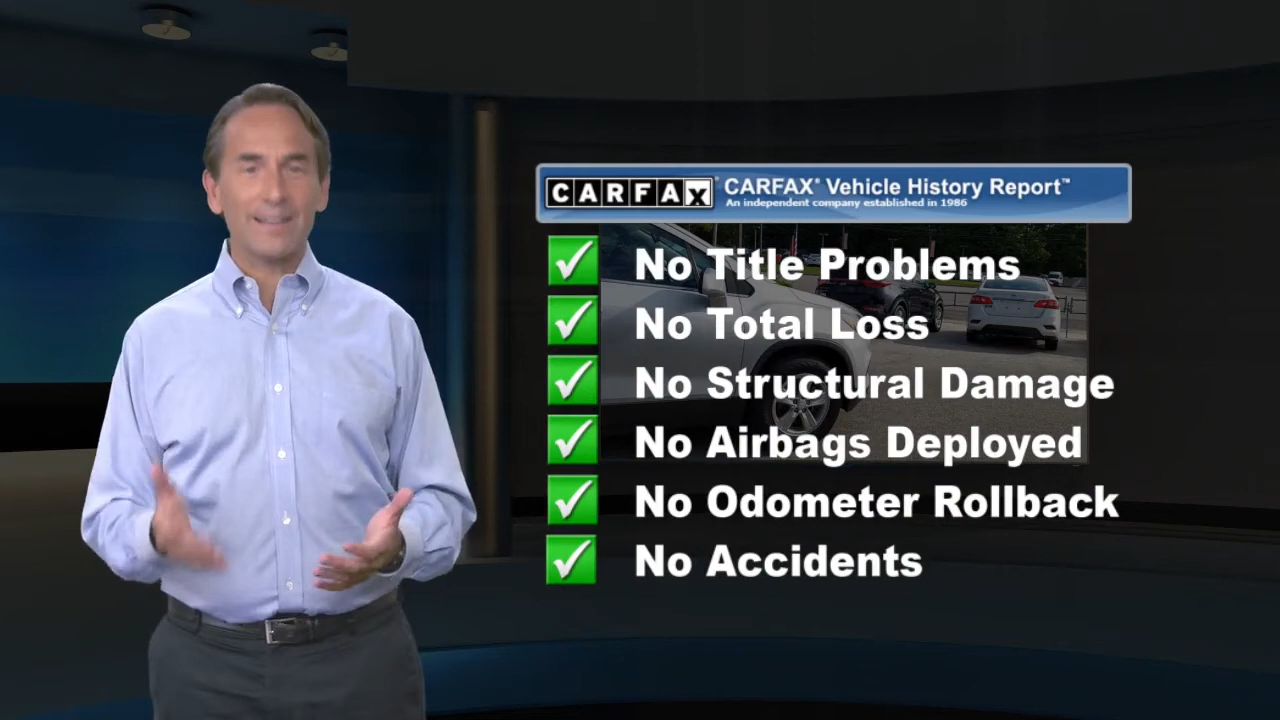 CARFAX® CARFAX® Vehicle History Report™
An independent company established in 1986
No Title Problems
No Total Loss
No Structural Damage
No Airbags Deployed
No Odometer Rollback
No Accidents